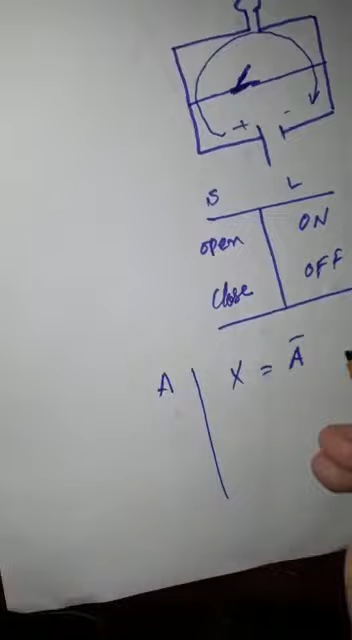 + -
S L
open ON
Close OFF
A X = Ā